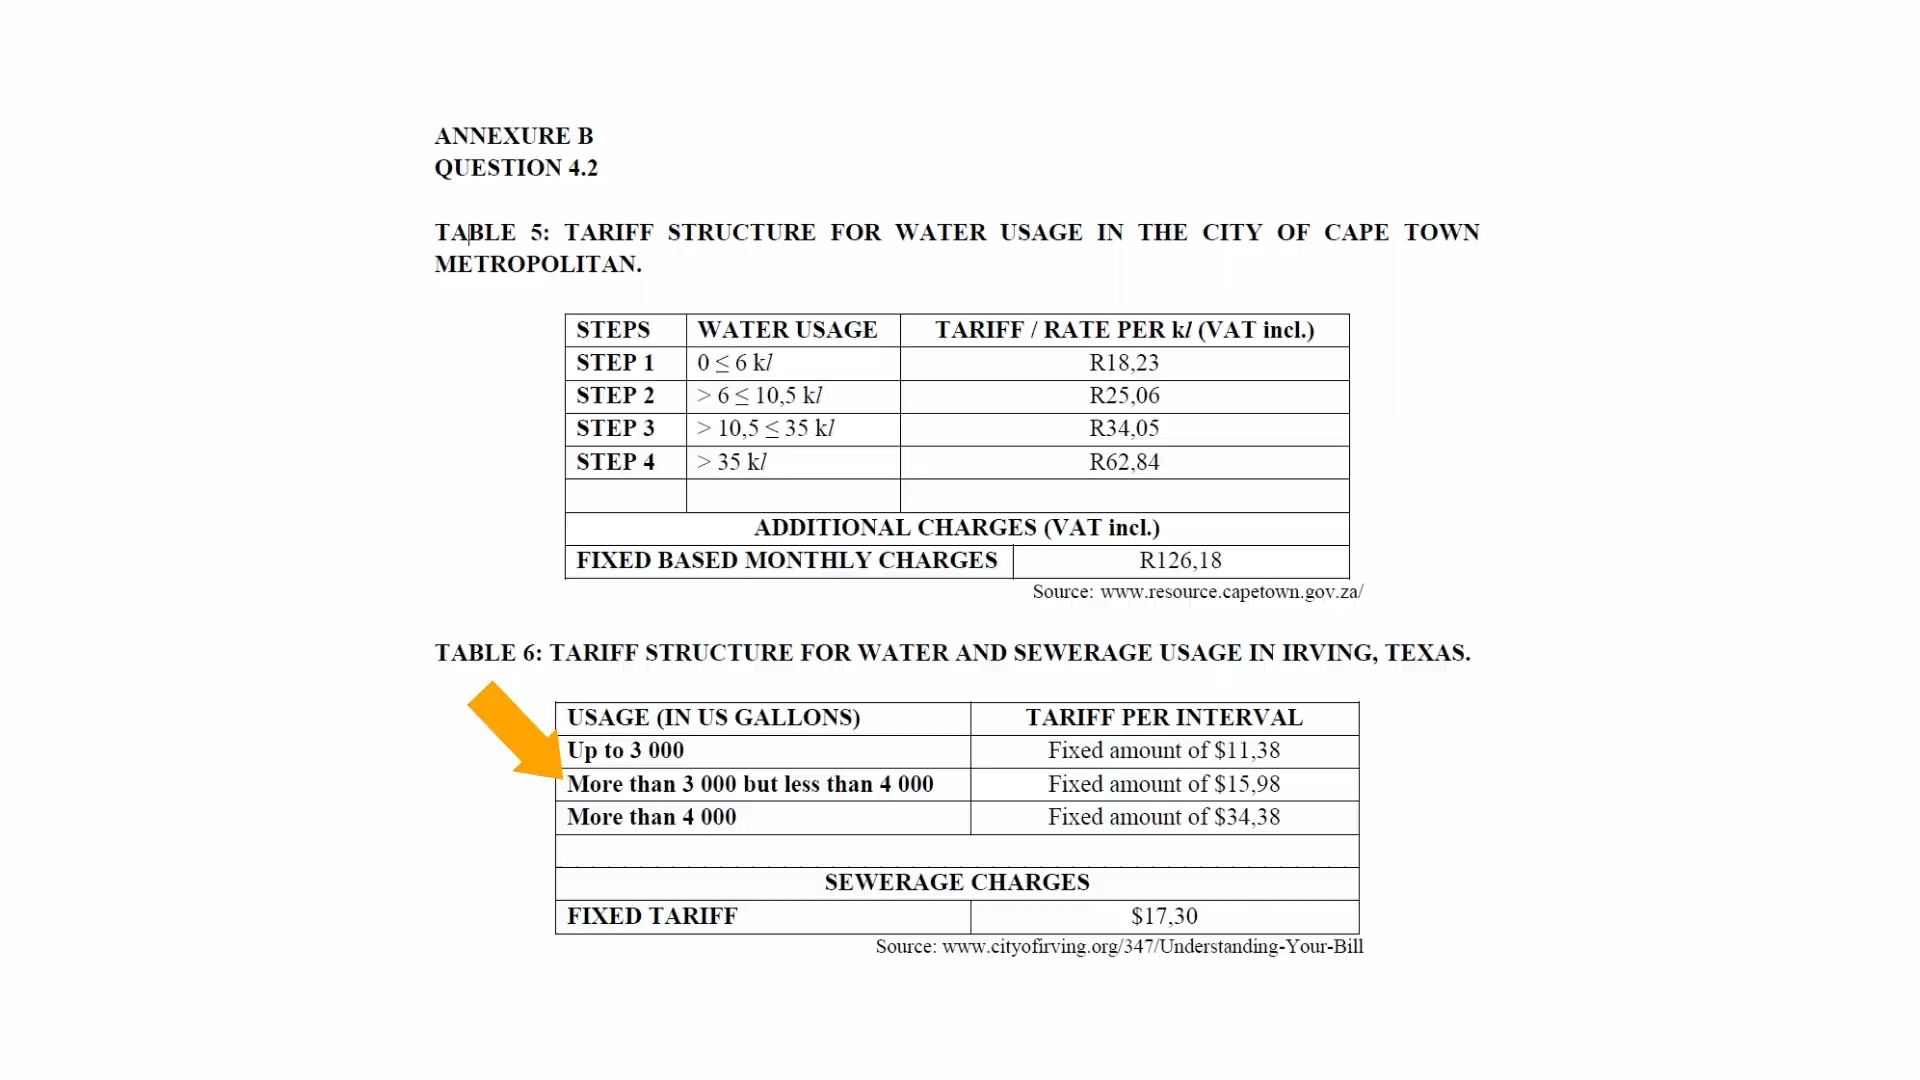 ANNEXURE B
QUESTION 4.2
TABLE 5: TARIFF STRUCTURE FOR WATER USAGE IN THE CITY OF CAPE TOWN
METROPOLITAN.
STEPS WATER USAGE TARIFF / RATE PER kl (VAT incl.)
STEP 1 0 ≤ 6 kl R18,23
STEP 2 > 6 ≤ 10,5 kl R25,06
STEP 3 > 10,5 ≤ 35 kl R34,05
STEP 4 > 35 kl R62,84
ADDITIONAL CHARGES (VAT incl.)
FIXED BASED MONTHLY CHARGES R126,18
Source: www.resource.capetown.gov.za/
TABLE 6: TARIFF STRUCTURE FOR WATER AND SEWERAGE USAGE IN IRVING, TEXAS.
USAGE (IN US GALLONS) TARIFF PER INTERVAL
Up to 3 000 Fixed amount of $11,38
More than 3 000 but less than 4 000 Fixed amount of $15,98
More than 4 000 Fixed amount of $34,38
SEWERAGE CHARGES
FIXED TARIFF $17,30
Source: www.cityofirving.org/347/Understanding-Your-Bill